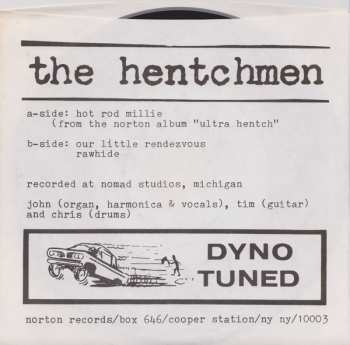 the hentchmen
a-side: hot rod millie
(from the norton album "ultra hentch")
b-side: our little rendezvous
rawhide
recorded at nomad studios, michigan
john (organ, harmonica & vocals), tim (guitar)
and chris (drums)
DYNO
TUNED
norton records/box 646/cooper station/ny ny/10003